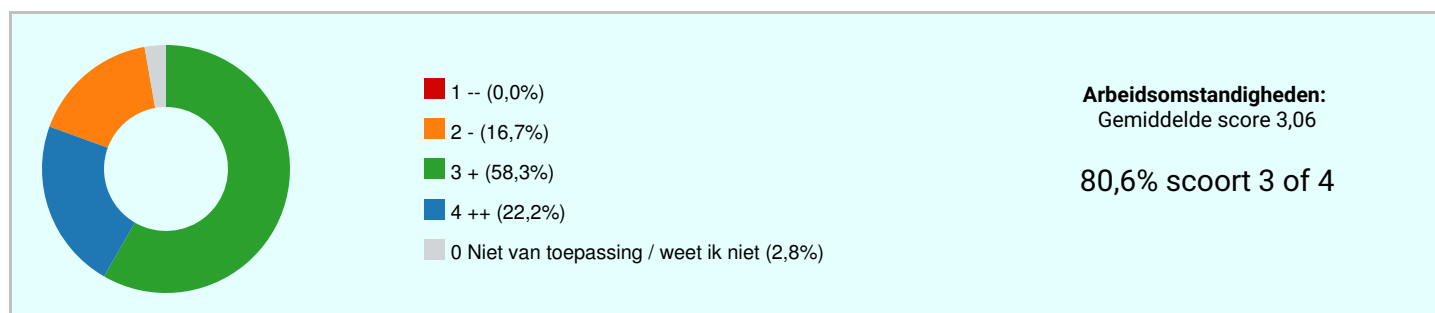 1 -- (0,0%)
2 - (16,7%)
3 + (58,3%)
4 ++ (22,2%)
0 Niet van toepassing / weet ik niet (2,8%)
Arbeidsomstandigheden:
Gemiddelde score 3,06
80,6% scoort 3 of 4